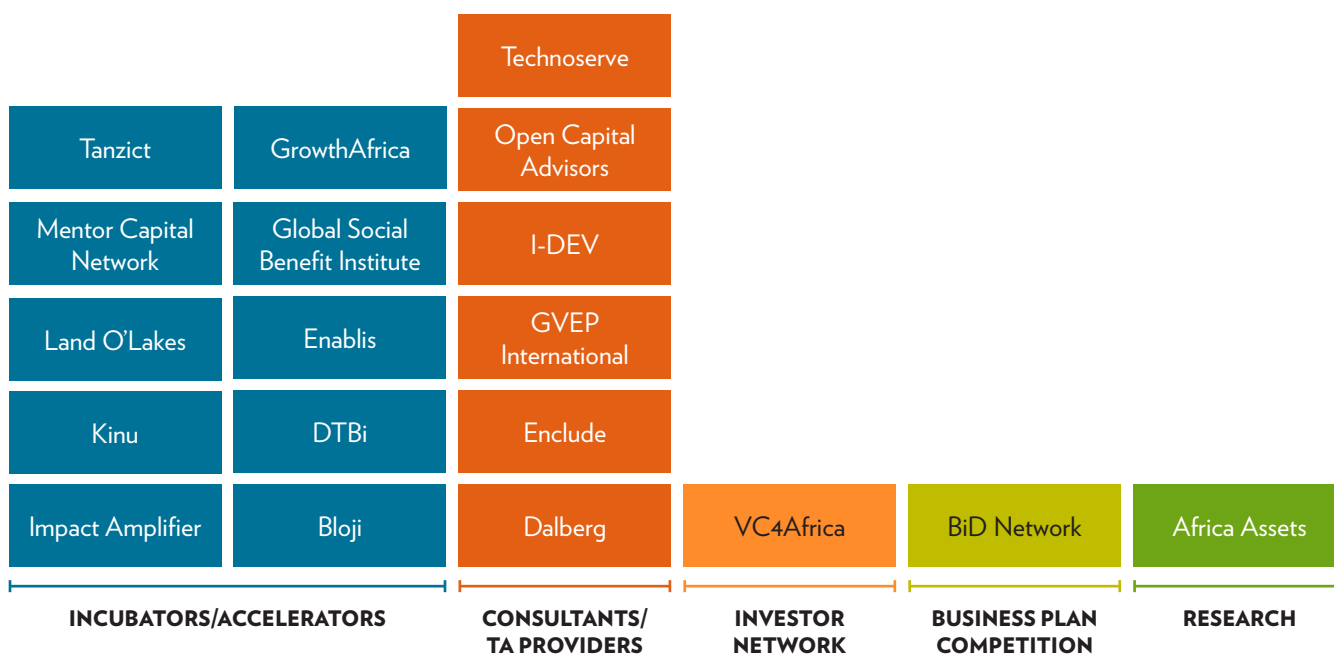 Technoserve
Tanzict
GrowthAfrica
Open Capital
Advisors
Mentor Capital
Network
Global Social
Benefit Institute
I-DEV
Land O'Lakes
Enablis
GVEP
International
Kinu
DTBi
Enclude
Impact Amplifier
Bloji
Dalberg
VC4Africa
BiD Network
Africa Assets
INCUBATORS/ACCELERATORS
CONSULTANTS/
TA PROVIDERS
INVESTOR
NETWORK
BUSINESS PLAN
COMPETITION
RESEARCH